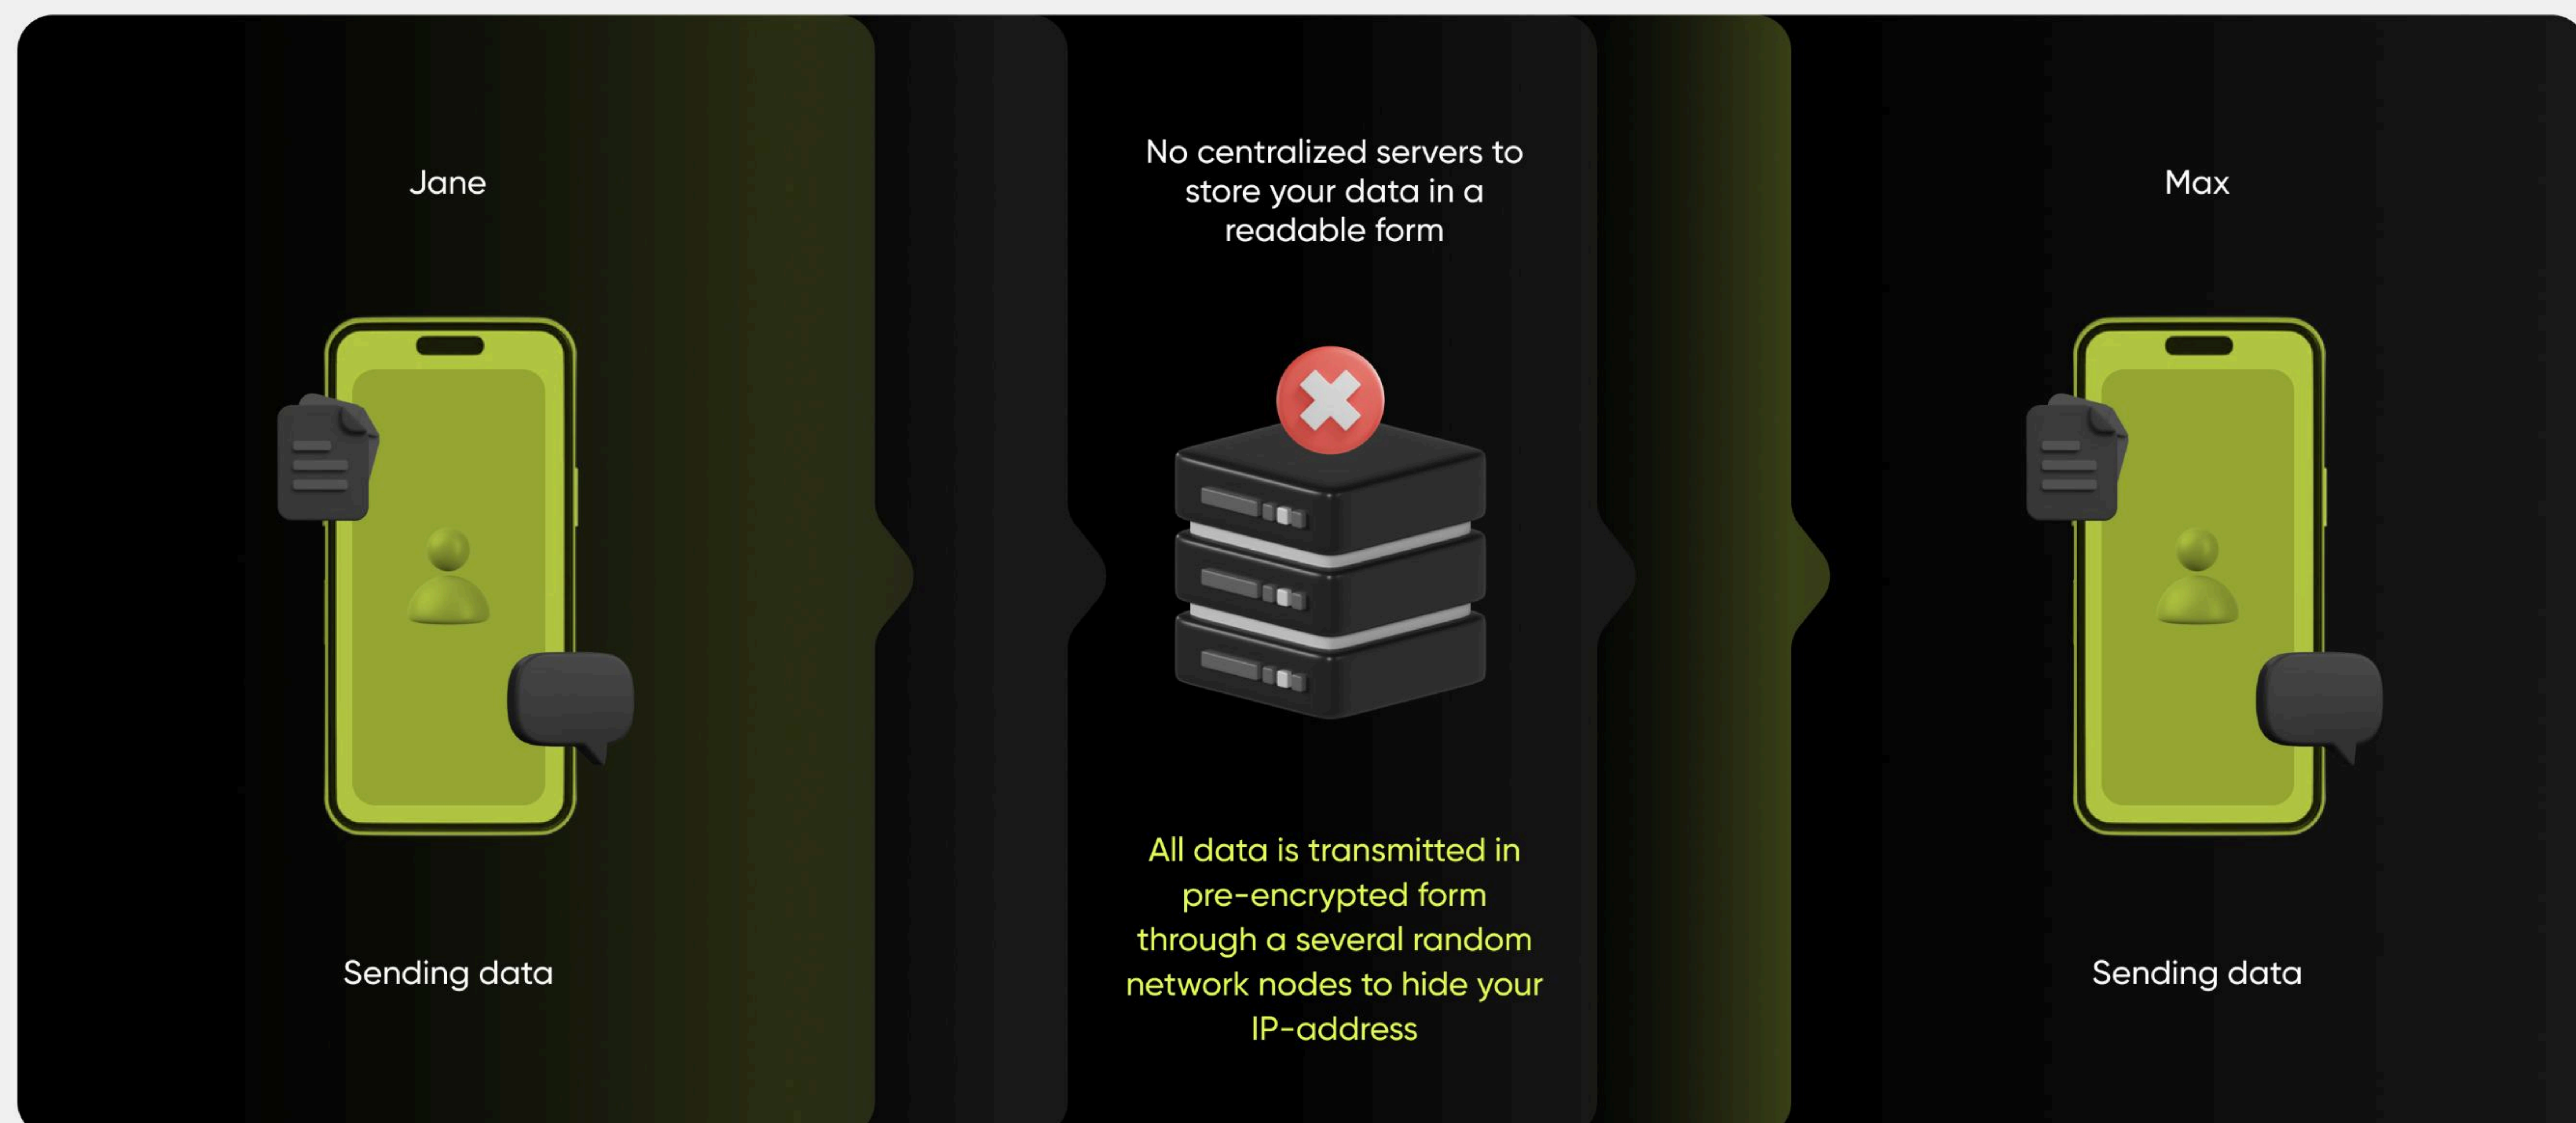 Jane
Sending data
No centralized servers to
store your data in a
readable form
All data is transmitted in
pre-encrypted form
through a several random
network nodes to hide your
IP-address
Max
Sending data